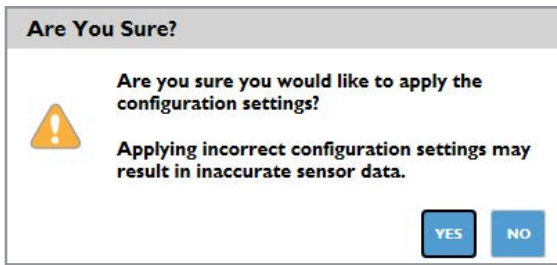 Are You Sure?
Are you sure you would like to apply the
configuration settings?
Applying incorrect configuration settings may
result in inaccurate sensor data.
YES NO